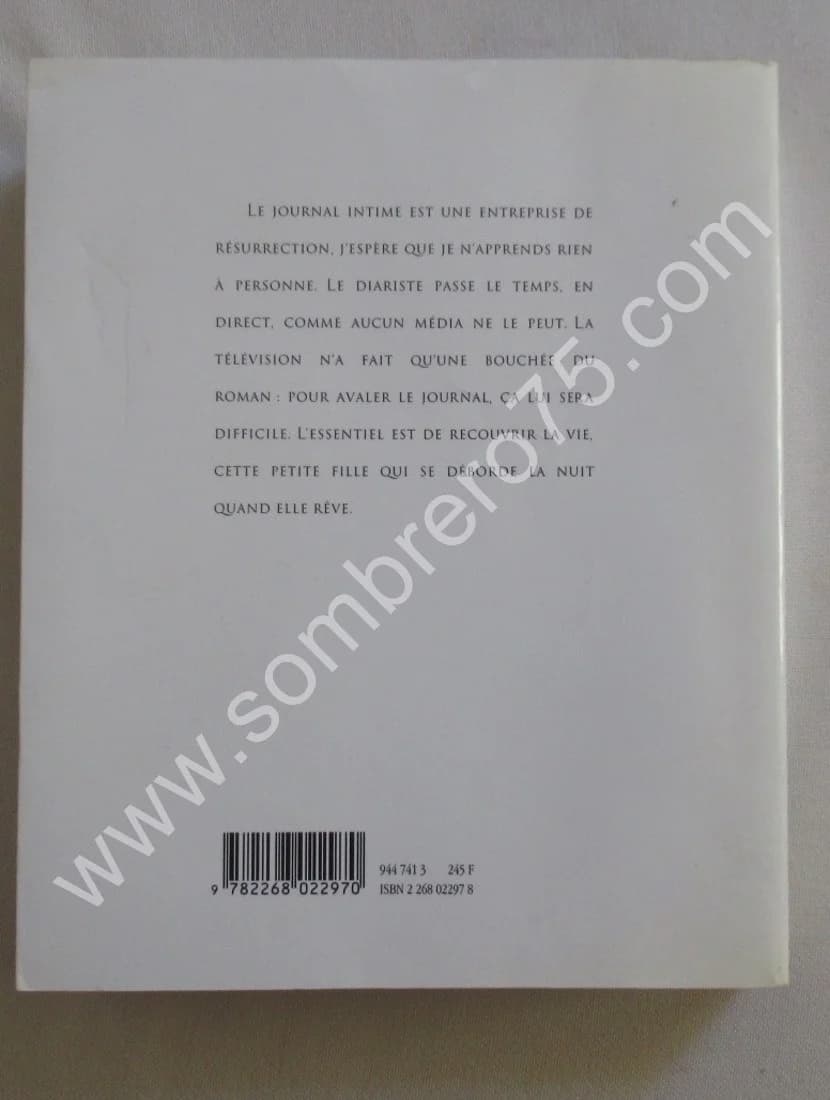 LE JOURNAL INTIME EST UNE ENTREPRISE DE
RÉSURRECTION, J'ESPÈRE QUE JE N'APPRENDS RIEN
À PERSONNE. LE DIARISTE PASSE LE TEMPS, EN
DIRECT, COMME AUCUN MÉDIA NE LE PEUT. LA
TÉLÉVISION N'A FAIT QU'UNE BOUCHÉE DU
ROMAN : POUR AVALER LE JOURNAL, ÇA LUI SERA
DIFFICILE. L'ESSENTIEL EST DE RECOUVRIR LA VIE,
CETTE PETITE FILLE QUI SE DÉBORDE LA NUIT
QUAND ELLE RÊVE.
www.sombrero75.com
944 741 3 245 F
9 782268 022970
ISBN 2 268 02297 8